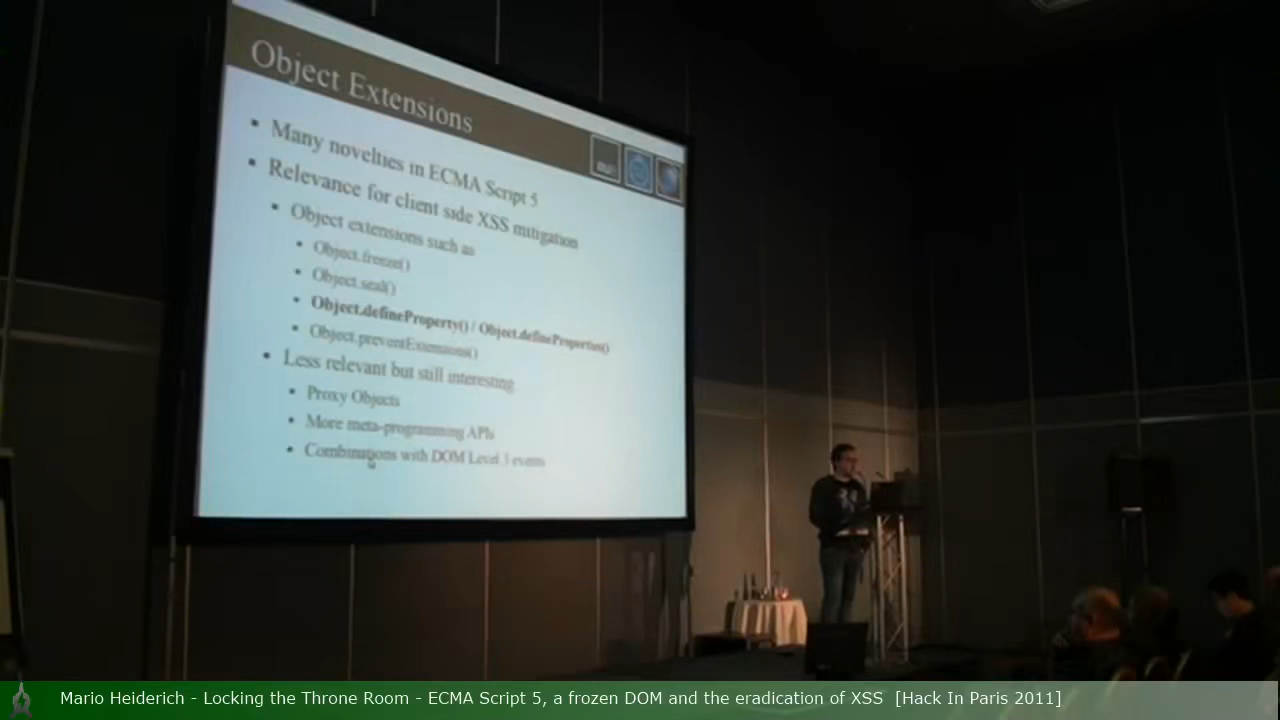 Object Extensions
Many novelties in ECMA Script 5
Relevance for client side XSS mitigation
Object extensions such as
Object.freeze()
Object.seal()
Object.defineProperty() / Object.defineProperties()
Object.preventExtensions()
Less relevant but still interesting
Proxy Objects
More meta-programming APIs
Combinations with DOM Level 3 events
Mario Heiderich - Locking the Throne Room - ECMA Script 5, a frozen DOM and the eradication of XSS [Hack In Paris 2011]